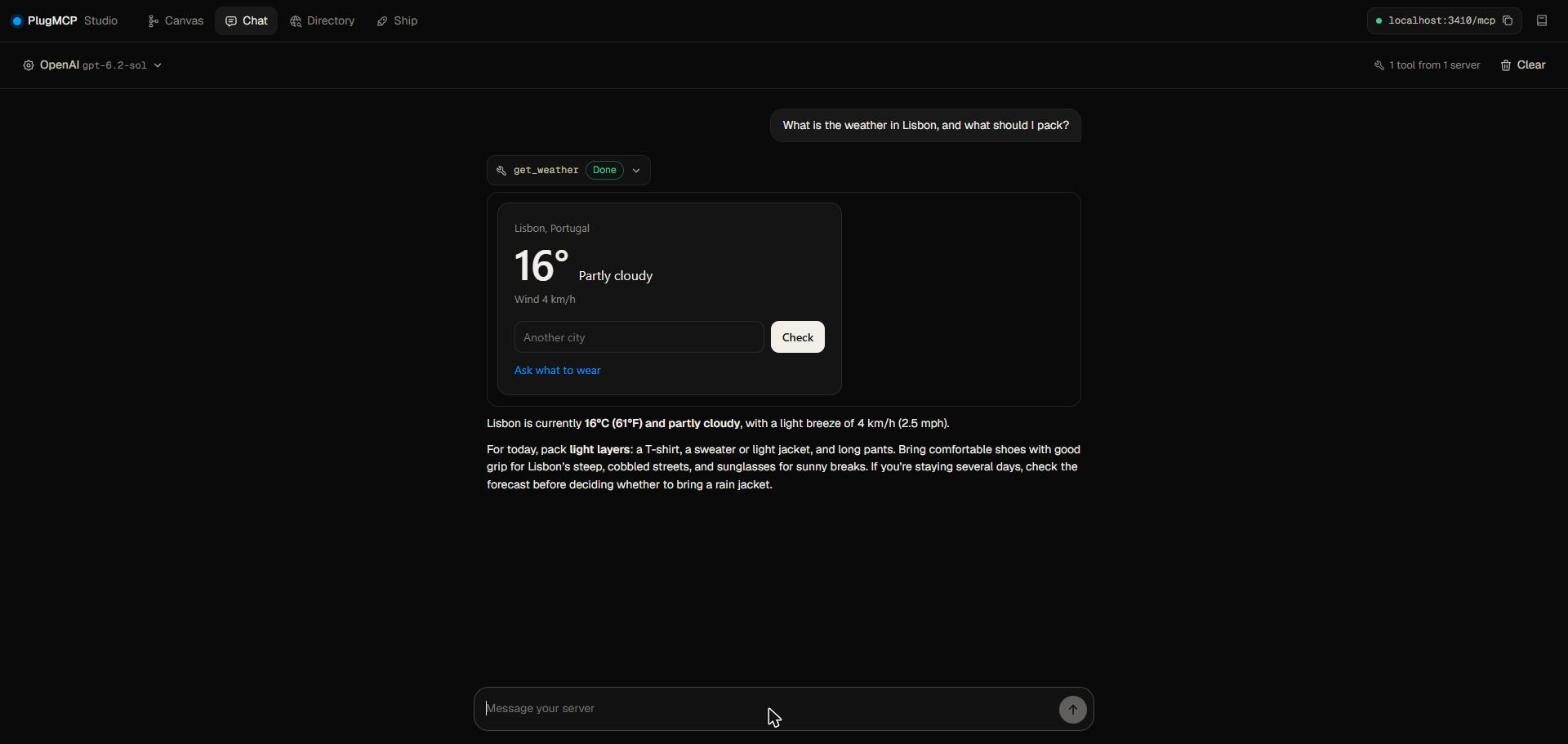 PlugMCP Studio Canvas Chat Directory Ship localhost:3410/mcp
OpenAI gpt-6.2-sol 1 tool from 1 server Clear
What is the weather in Lisbon, and what should I pack?
get_weather Done
Lisbon, Portugal
16° Partly cloudy
Wind 4 km/h
Another city Check
Ask what to wear
Lisbon is currently 16°C (61°F) and partly cloudy, with a light breeze of 4 km/h (2.5 mph).
For today, pack light layers: a T-shirt, a sweater or light jacket, and long pants. Bring comfortable shoes with good
grip for Lisbon's steep, cobbled streets, and sunglasses for sunny breaks. If you're staying several days, check the
forecast before deciding whether to bring a rain jacket.
Message your server